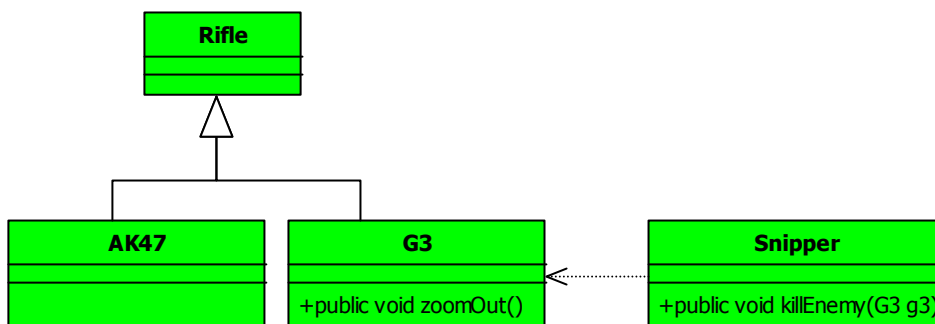 Rifle
AK47
G3
Snipper
+public void zoomOut()
+public void killEnemy(G3 g3)